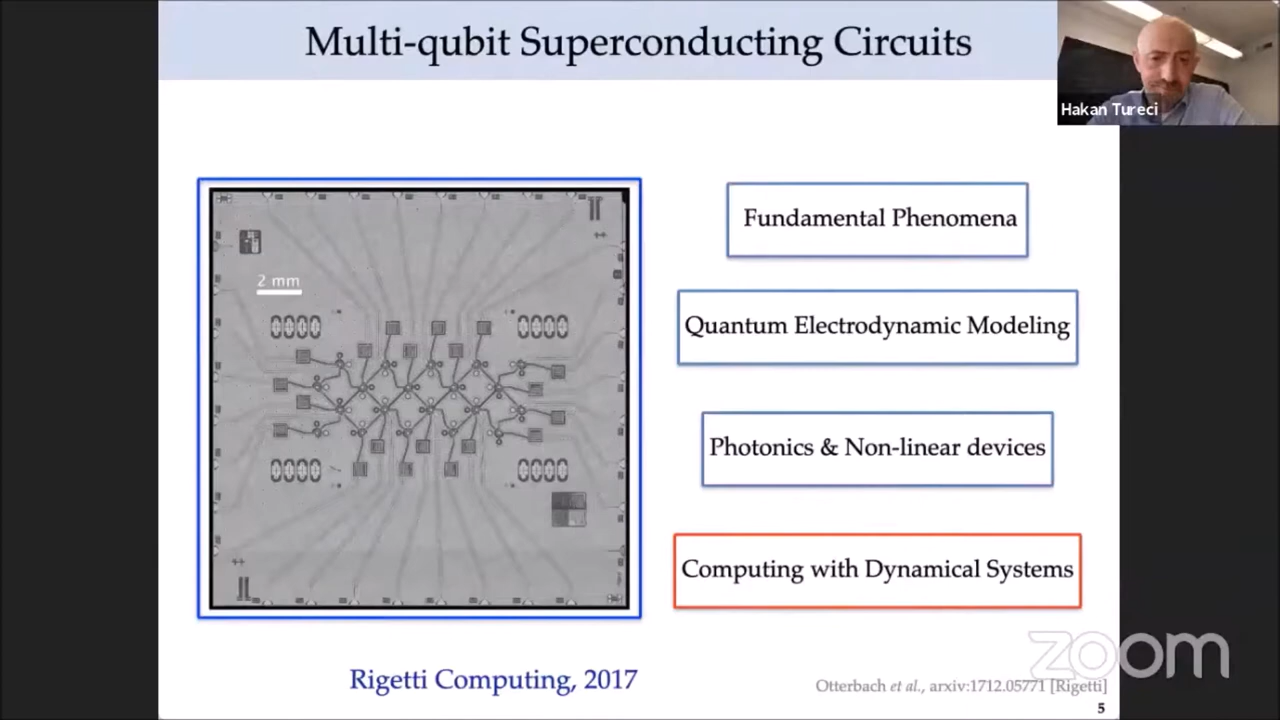 Multi-qubit Superconducting Circuits
Hakan Tureci
2 mm
Fundamental Phenomena
Quantum Electrodynamic Modeling
Photonics & Non-linear devices
Computing with Dynamical Systems
Rigetti Computing, 2017
zoom
Otterbach et al., arxiv:1712.05771 [Rigetti]
5